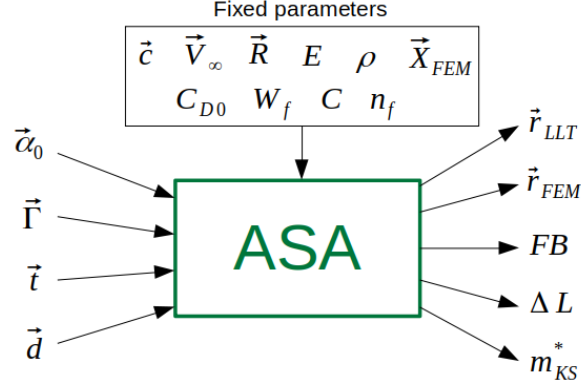 Fixed parameters
c⃗ V⃗∞ R⃗ E ρ X⃗FEM
CD0 Wf C nf
α⃗0
Γ⃗
t⃗
d⃗
ASA
r⃗LLT
r⃗FEM
FB
Δ L
m*KS